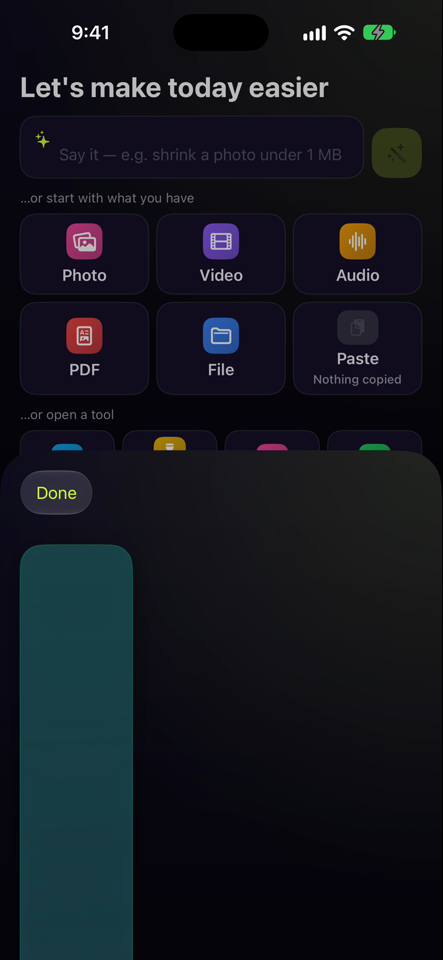 9:41
Let's make today easier
Say it — e.g. shrink a photo under 1 MB
...or start with what you have
Photo
Video
Audio
PDF
File
Paste
Nothing copied
...or open a tool
Done